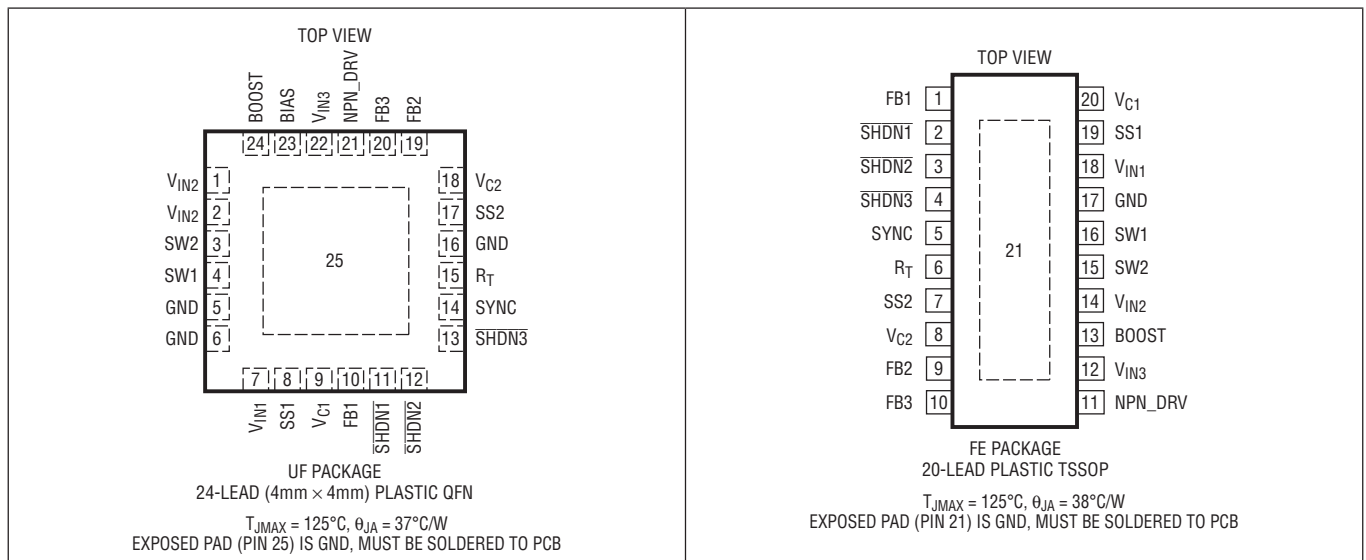 TOP VIEW
BOOST
BIAS
VIN3
NPN_DRV
FB3
FB2
24 23 22 21 20 19
VIN2 1
VIN2 2
SW2 3
SW1 4
GND 5
GND 6
25
18 VC2
17 SS2
16 GND
15 RT
14 SYNC
13 SHDN3
7 8 9 10 11 12
VIN1
SS1
VC1
FB1
SHDN1
SHDN2
UF PACKAGE
24-LEAD (4mm × 4mm) PLASTIC QFN
TJMAX = 125°C, θJA = 37°C/W
EXPOSED PAD (PIN 25) IS GND, MUST BE SOLDERED TO PCB
TOP VIEW
FB1 1
SHDN1 2
SHDN2 3
SHDN3 4
SYNC 5
RT 6
SS2 7
VC2 8
FB2 9
FB3 10
21
20 VC1
19 SS1
18 VIN1
17 GND
16 SW1
15 SW2
14 VIN2
13 BOOST
12 VIN3
11 NPN_DRV
FE PACKAGE
20-LEAD PLASTIC TSSOP
TJMAX = 125°C, θJA = 38°C/W
EXPOSED PAD (PIN 21) IS GND, MUST BE SOLDERED TO PCB